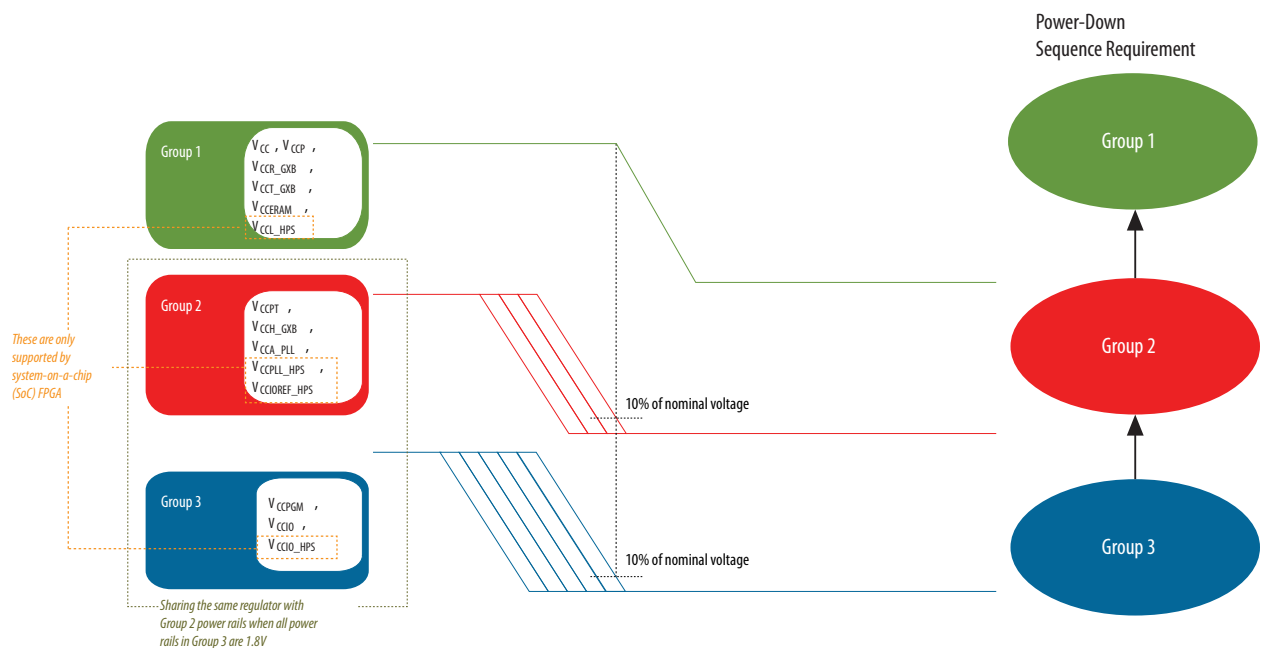 Power-Down
Sequence Requirement
Group 1
VCC , VCCP ,
VCCR_GXB ,
VCCT_GXB ,
VCCERAM ,
VCCL_HPS
Group 1
Group 2
VCCPT ,
VCCH_GXB ,
VCCA_PLL ,
VCCPLL_HPS ,
VCCIOREF_HPS
Group 2
These are only
supported by
system-on-a-chip
(SoC) FPGA
10% of nominal voltage
Group 3
VCCPGM ,
VCCIO ,
VCCIO_HPS
10% of nominal voltage
Group 3
Sharing the same regulator with
Group 2 power rails when all power
rails in Group 3 are 1.8V